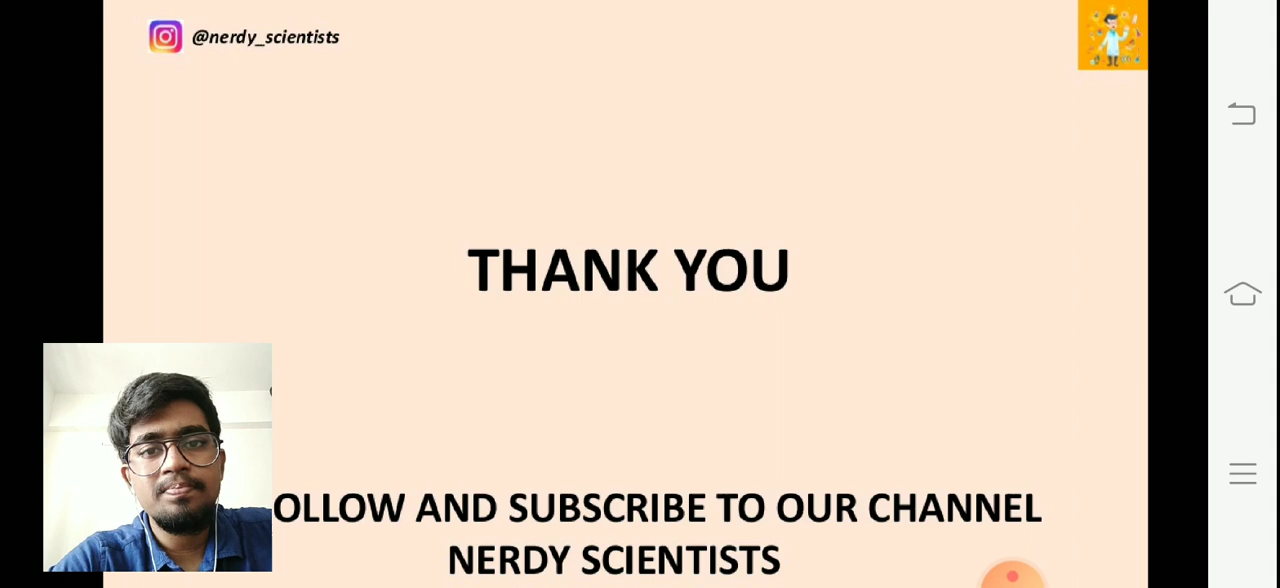 @nerdy_scientists
THANK YOU
OLLOW AND SUBSCRIBE TO OUR CHANNEL
NERDY SCIENTISTS